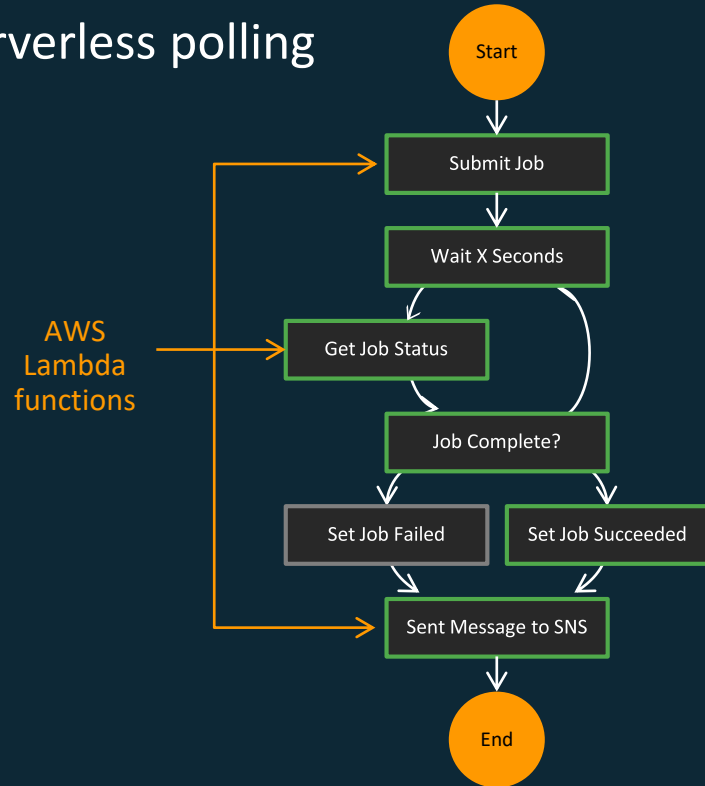 rverless polling
Start
Submit Job
Wait X Seconds
AWS
Lambda
functions
Get Job Status
Job Complete?
Set Job Failed
Set Job Succeeded
Sent Message to SNS
End